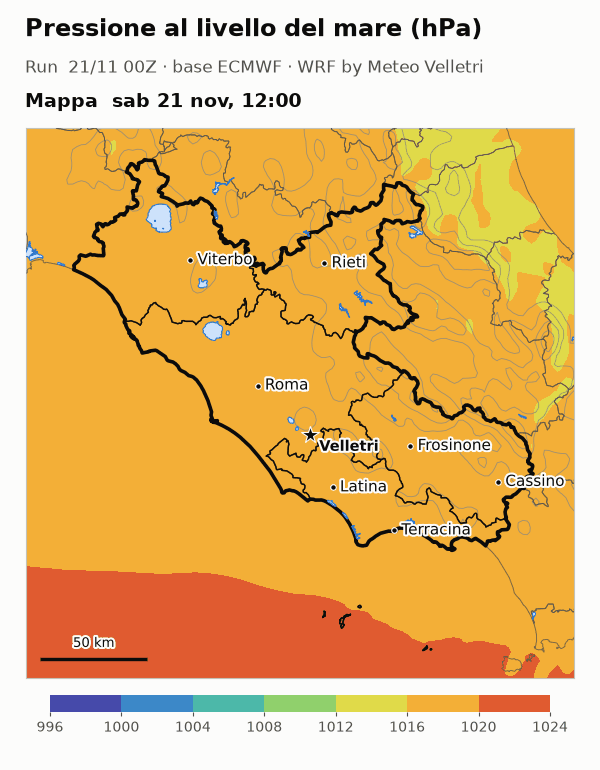 Pressione al livello del mare (hPa)
Run  21/11 00Z · base ECMWF · WRF by Meteo Velletri
Mappa  sab 21 nov, 12:00
Viterbo
Rieti
Roma
Velletri
Frosinone
Cassino
Latina
Terracina
50 km
996 1000 1004 1008 1012 1016 1020 1024